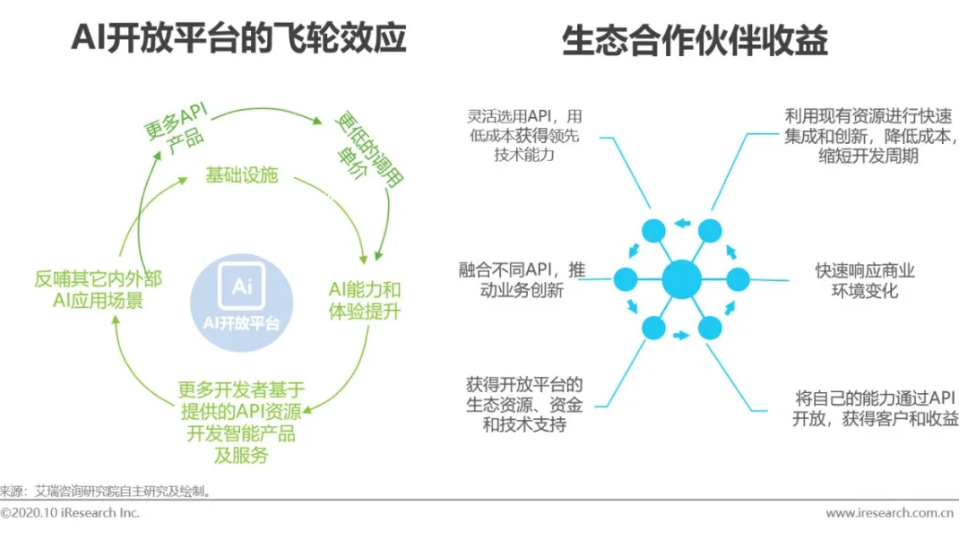 AI开放平台的飞轮效应
更多API
产品
更低的调用
单价
基础设施
反哺其它内外部
AI应用场景
Ai
AI开放平台
AI能力和
体验提升
更多开发者基于
提供的API资源
开发智能产品
及服务
生态合作伙伴收益
灵活选用API，用
低成本获得领先
技术能力
利用现有资源进行快速
集成和创新，降低成本，
缩短开发周期
融合不同API，推
动业务创新
快速响应商业
环境变化
获得开放平台的
生态资源、资金
和技术支持
将自己的能力通过API
开放，获得客户和收益
来源：艾瑞咨询研究院自主研究及绘制。
©2020.10 iResearch Inc.
www.iresearch.com.cn